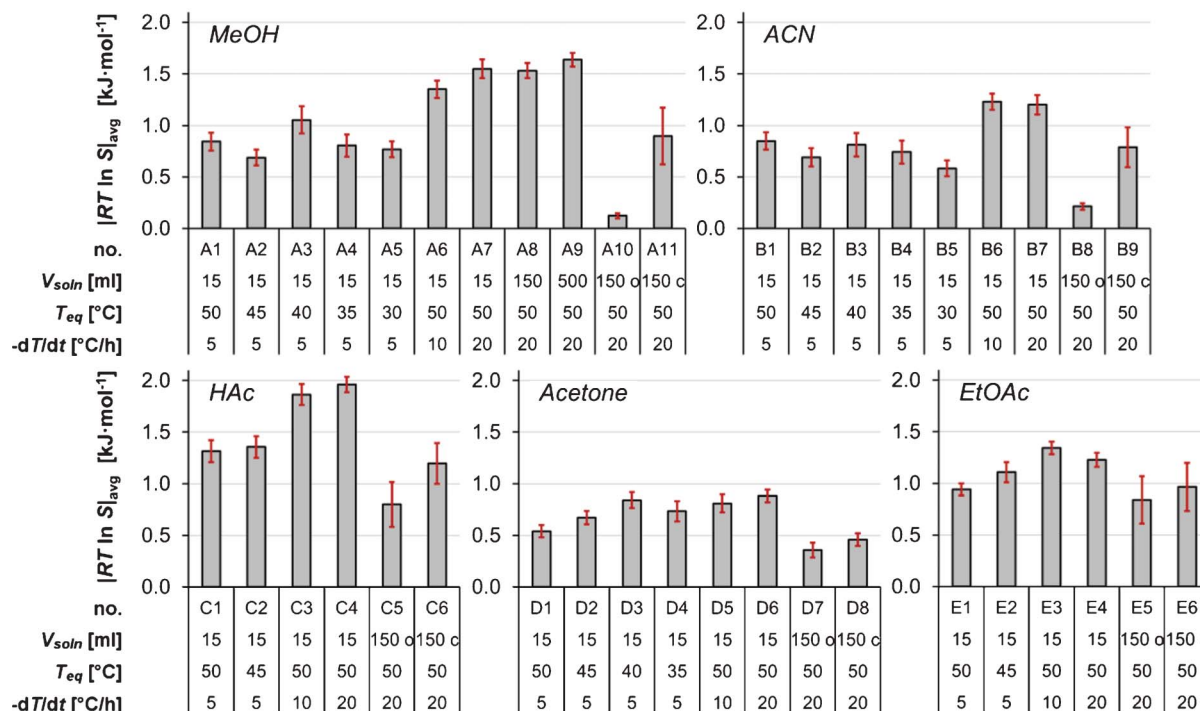 MeOH
|RT ln S|avg [kJ·mol-1]
2.0
1.5
1.0
0.5
0.0
no. A1 A2 A3 A4 A5 A6 A7 A8 A9 A10 A11
Vsoln [ml] 15 15 15 15 15 15 15 150 500 150 o 150 c
Teq [°C] 50 45 40 35 30 50 50 50 50 50 50
-dT/dt [°C/h] 5 5 5 5 5 10 20 20 20 20 20
ACN
|RT ln S|avg [kJ·mol-1]
2.0
1.5
1.0
0.5
0.0
B1 B2 B3 B4 B5 B6 B7 B8 B9
15 15 15 15 15 15 15 150 o 150 c
50 45 40 35 30 50 50 50 50
5 5 5 5 5 10 20 20 20
HAc
|RT ln S|avg [kJ·mol-1]
2.0
1.5
1.0
0.5
0.0
no. C1 C2 C3 C4 C5 C6
Vsoln [ml] 15 15 15 15 150 o 150 c
Teq [°C] 50 45 50 50 50 50
-dT/dt [°C/h] 5 5 10 20 20 20
Acetone
2.0
1.5
1.0
0.5
0.0
D1 D2 D3 D4 D5 D6 D7 D8
15 15 15 15 15 15 150 o 150 c
50 45 40 35 50 50 50 50
5 5 5 5 10 20 20 20
EtOAc
2.0
1.5
1.0
0.5
0.0
E1 E2 E3 E4 E5 E6
15 15 15 15 150 o 150
50 45 50 50 50 50
5 5 10 20 20 20